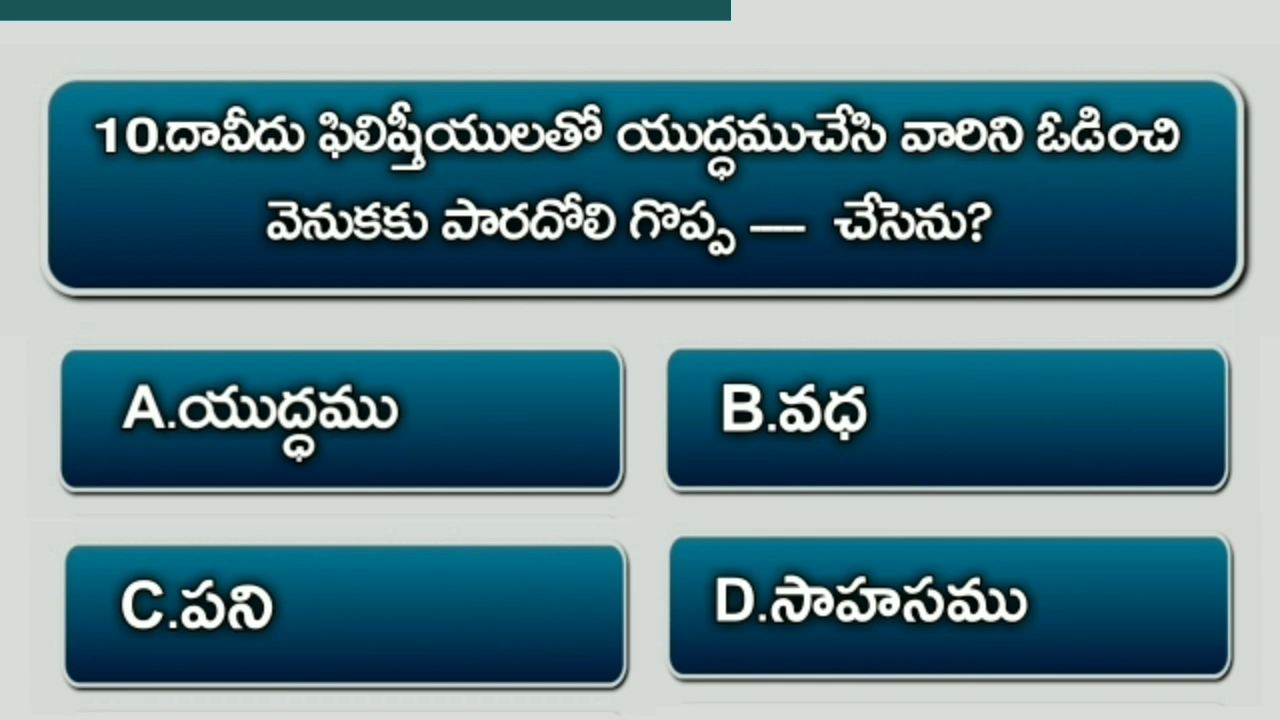 10.దావీదు ఫిలిష్తీయులతో యుద్ధముచేసి వారిని ఓడించి
వెనుకకు పారదోలి గొప్ప — చేసెను?
A.యుద్ధము
B.వధ
C.పని
D.సాహసము